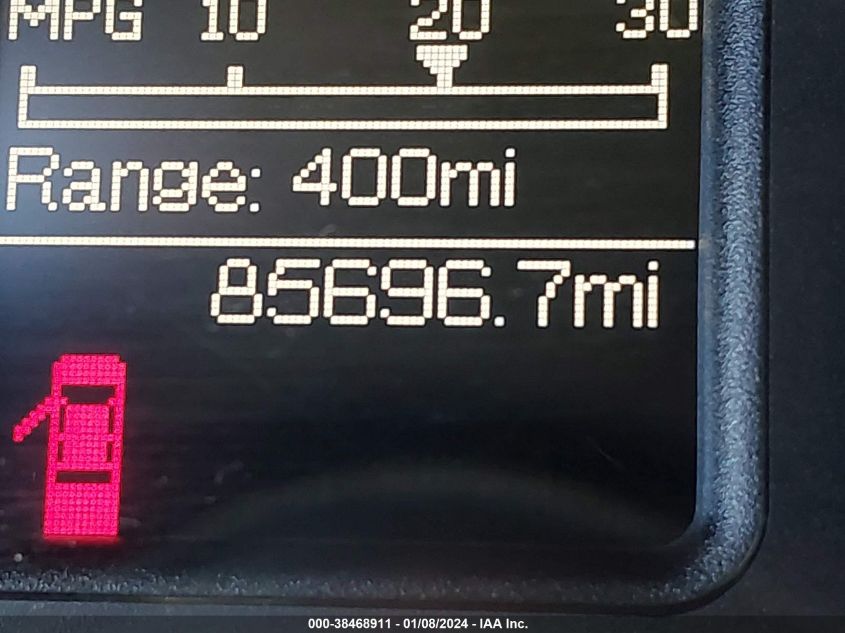 MPG 10 20 30
Range: 400mi
85696.7mi
000-38468911 - 01/08/2024 - IAA Inc.